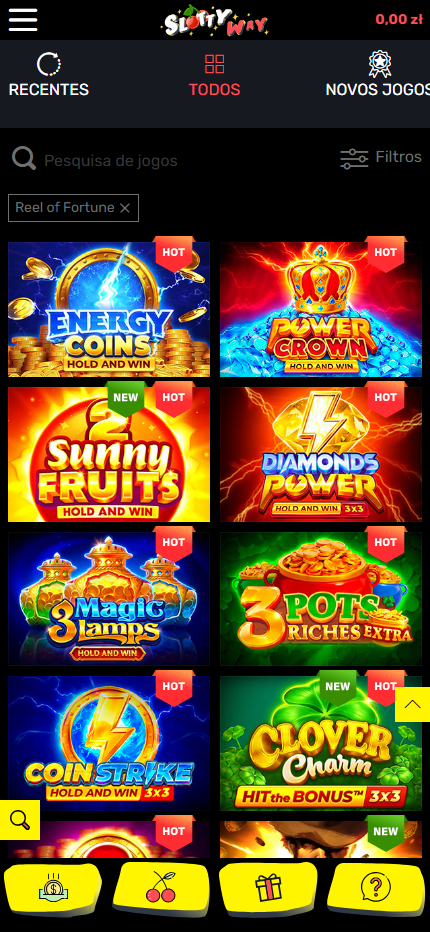 SLOTTY WAY
0,00 zł
RECENTES
TODOS
NOVOS JOGOS
Pesquisa de jogos
Filtros
Reel of Fortune
HOT
HOT
ENERGY
COINS
HOLD AND WIN
POWER
CROWN
HOLD AND WIN
NEW
HOT
HOT
2
Sunny
FRUITS
HOLD AND WIN
DIAMONDS
POWER
HOLD AND WIN 3X3
HOT
HOT
3 Magic
Lamps
HOLD AND WIN
3 POTS
RICHES EXTRA
HOT
NEW
HOT
COIN STRIKE
HOLD AND WIN 3X3
CLOVER
Charm
HIT the BONUS™ 3X3
HOT
NEW